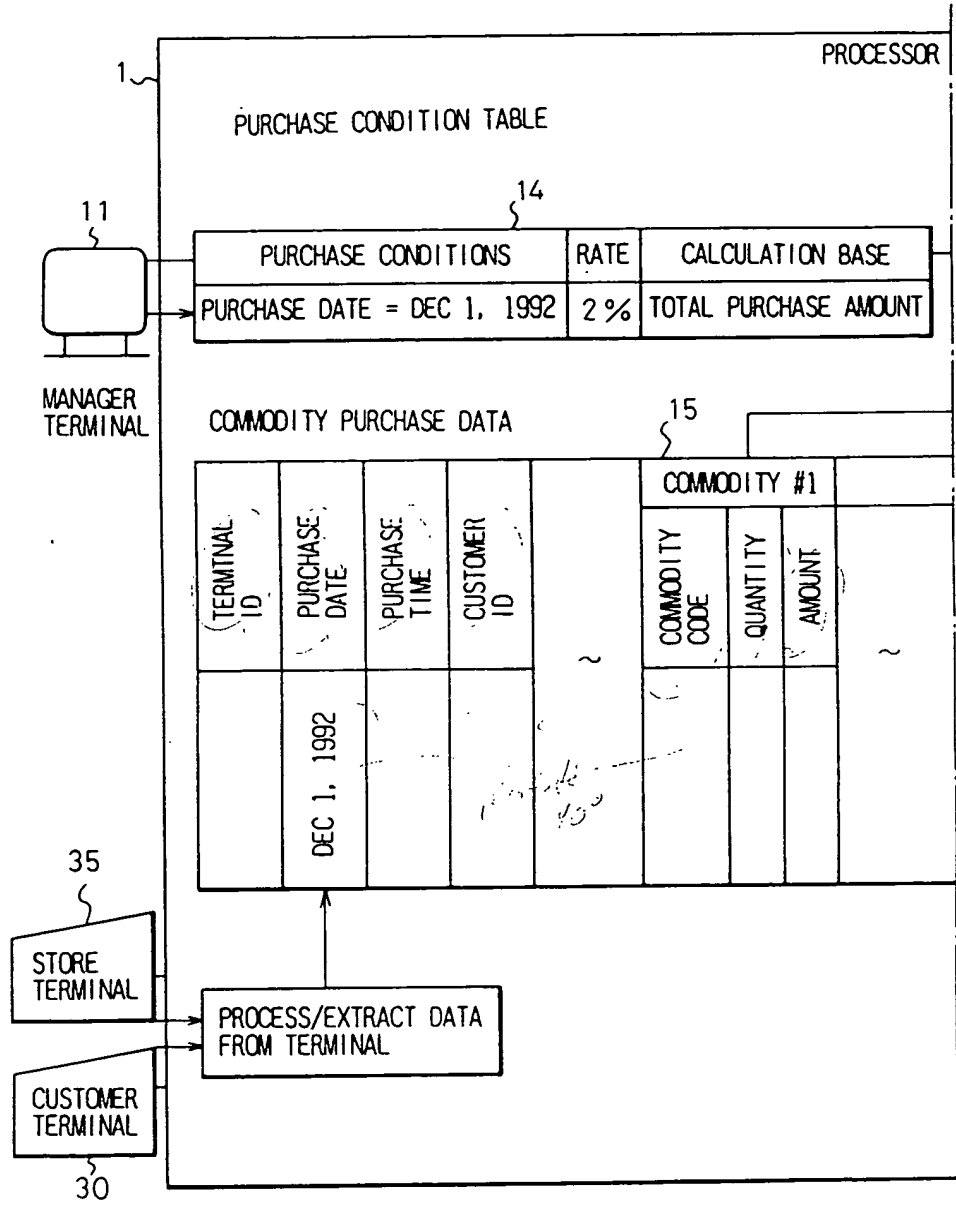 PROCESSOR
1
PURCHASE CONDITION TABLE
14
11
PURCHASE CONDITIONS
RATE
CALCULATION BASE
PURCHASE DATE = DEC 1, 1992
2%
TOTAL PURCHASE AMOUNT
MANAGER
TERMINAL
COMMODITY PURCHASE DATA
15
COMMODITY #1
TERMTNAL
ID
PURCHASE
DATE
PURCHASE
TIME
CUSTOMER
ID
~
COMMODITY
CODE
QUANTITY
AMOUNT
~
DEC 1, 1992
35
STORE
TERMINAL
PROCESS/EXTRACT DATA
FROM TERMINAL
CUSTOMER
TERMINAL
30